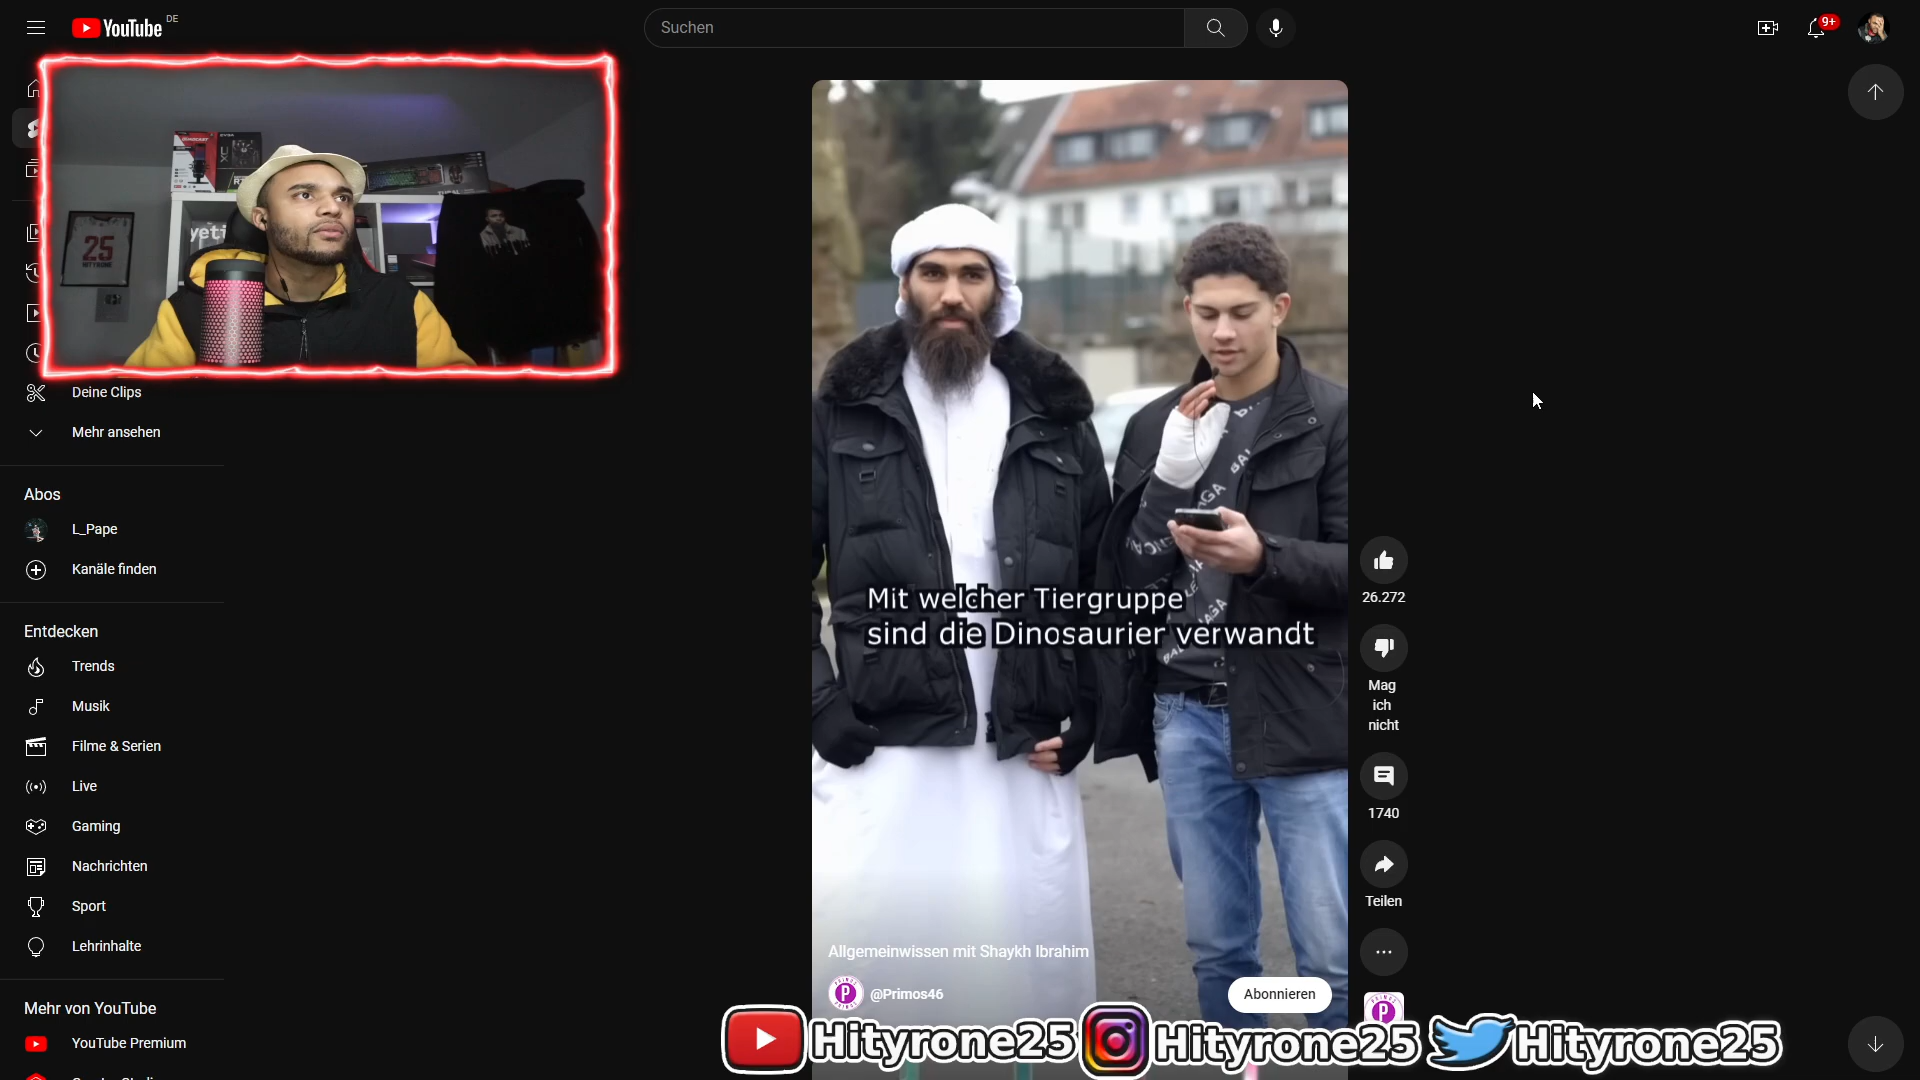 YouTube DE
Suchen
9+
yeti
25
HITYRONE
Deine Clips
Mehr ansehen
Abos
L_Pape
Kanäle finden
Entdecken
Trends
Musik
Filme & Serien
Live
Gaming
Nachrichten
Sport
Lehrinhalte
Mehr von YouTube
YouTube Premium
Mit welcher Tiergruppe
sind die Dinosaurier verwandt
Allgemeinwissen mit Shaykh Ibrahim
@Primos46
Abonnieren
26.272
Mag
ich
nicht
1740
Teilen
Hityrone25 Hityrone25 Hityrone25